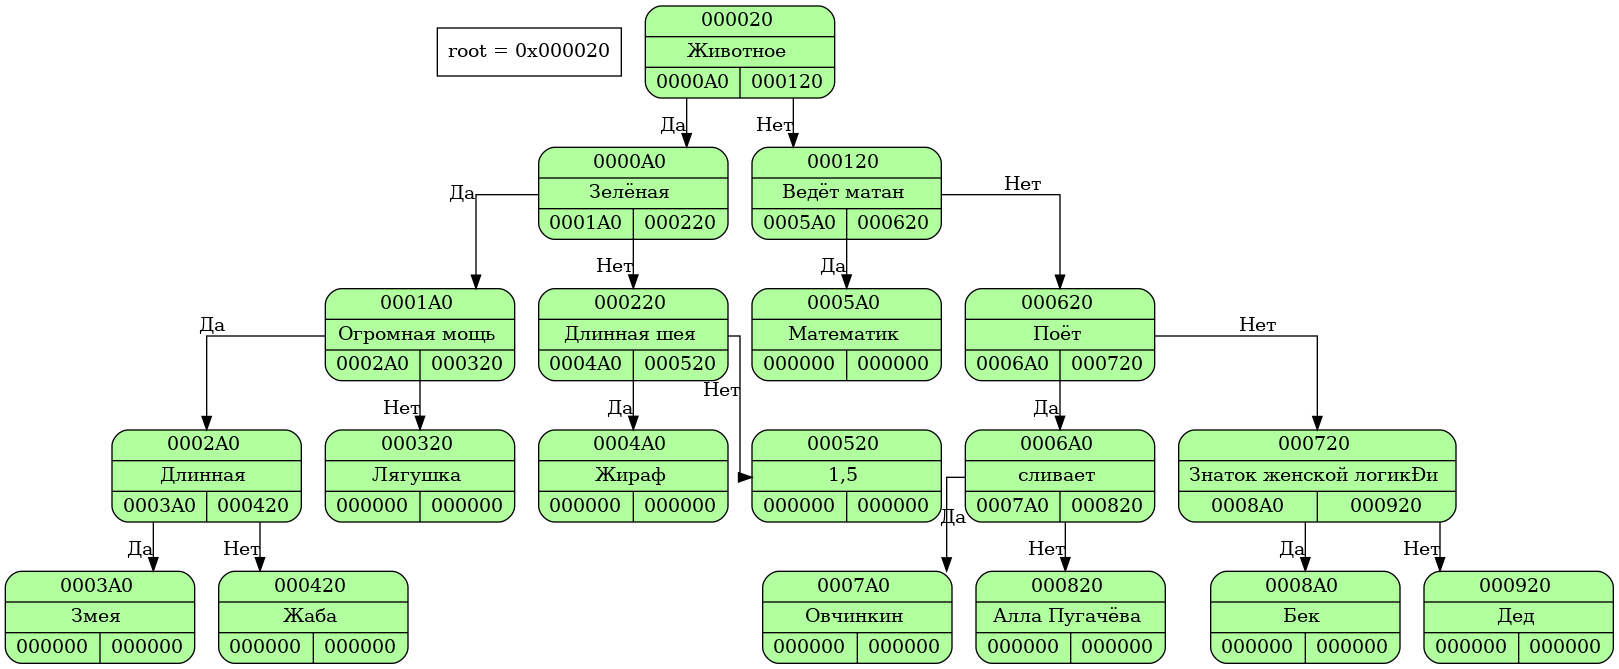 000020
root = 0x000020
Животное
0000A0 000120
Да Нет
0000A0 000120
Да Зелёная Ведёт матан Нет
0001A0 000220 0005A0 000620
Нет Да
0001A0 000220 0005A0 000620
Да Огромная мощь Длинная шея Математик Поёт Нет
0002A0 000320 0004A0 000520 000000 000000 0006A0 000720
Нет Да Нет Да
0002A0 000320 0004A0 000520 0006A0 000720
Длинная Лягушка Жираф 1,5 сливает Знаток женской логикÐи
0003A0 000420 000000 000000 000000 000000 000000 000000 0007A0 000820 0008A0 000920
Да Нет Да Нет Да Нет
0003A0 000420 0007A0 000820 0008A0 000920
Змея Жаба Овчинкин Алла Пугачёва Бек Дед
000000 000000 000000 000000 000000 000000 000000 000000 000000 000000 000000 000000